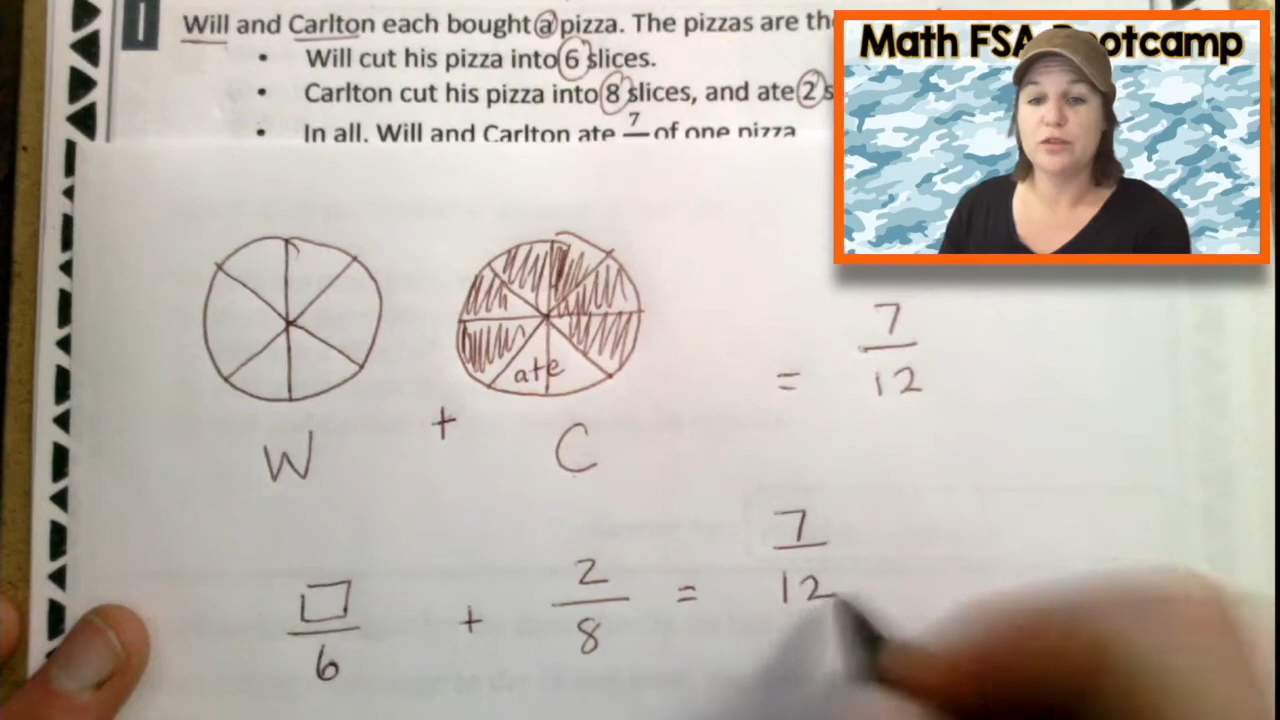 Will and Carlton each bought a pizza. The pizzas are the
• Will cut his pizza into 6 slices.
• Carlton cut his pizza into 8 slices, and ate 2 s
• In all, Will and Carlton ate 7 of one pizza
Math FSA Bootcamp
ate
= 7/12
W + C
□/6 + 2/8 = 7/12